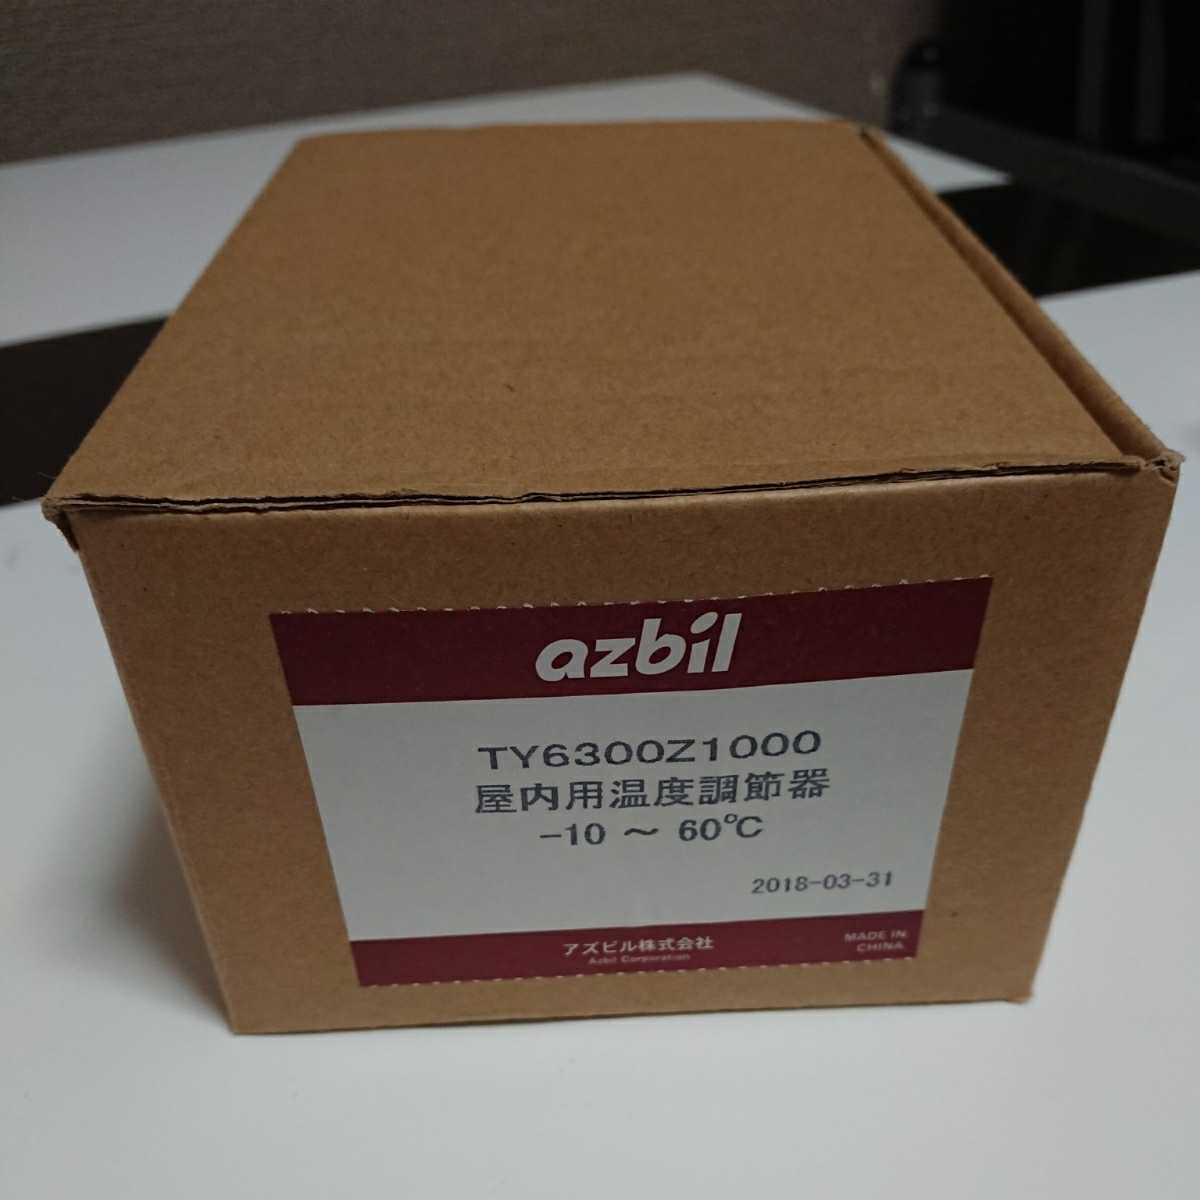 azbil
TY6300Z1000
屋内用温度調節器
-10 ～ 60℃
2018-03-31
アズビル株式会社
Azbil Corporation
MADE IN
CHINA